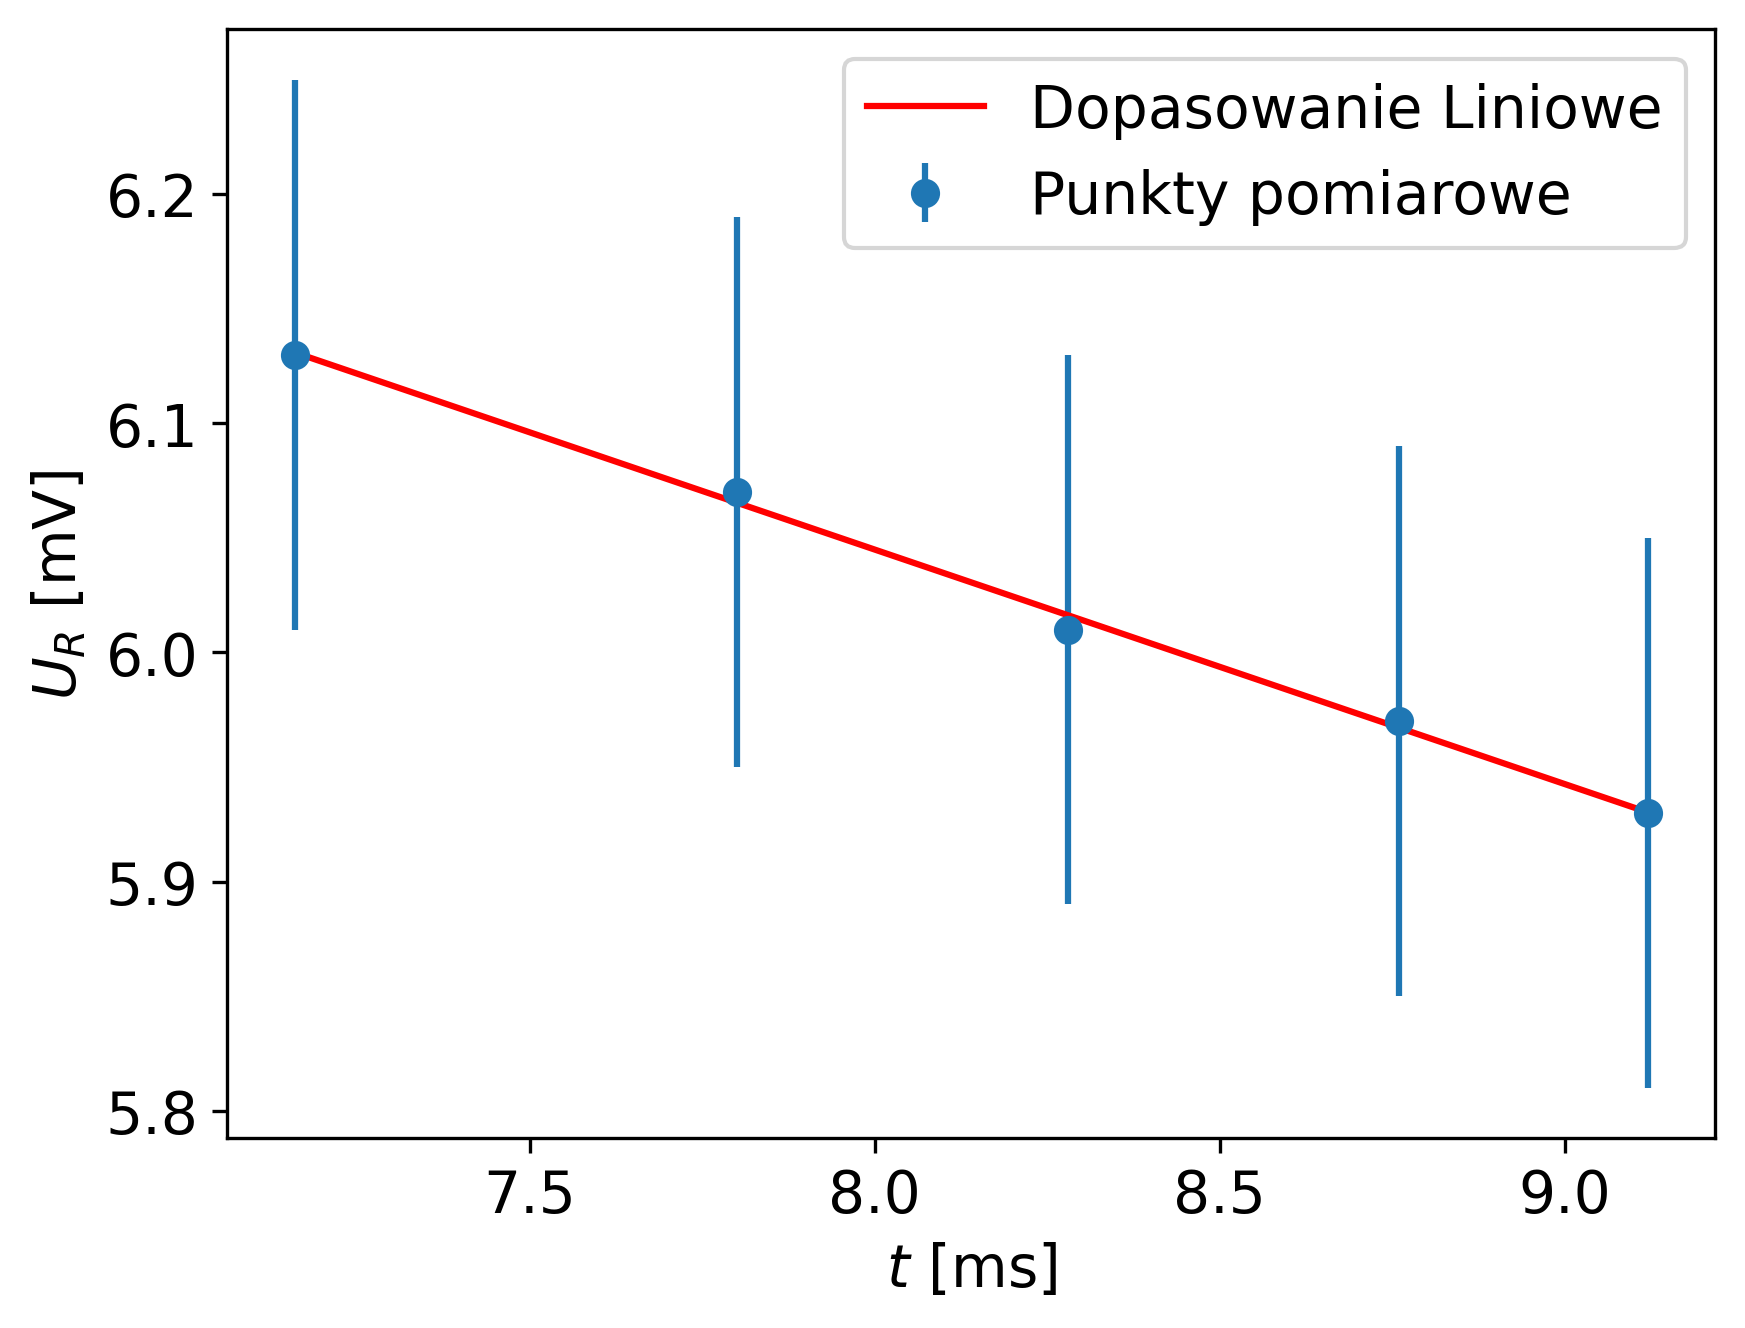 Dopasowanie Liniowe
Punkty pomiarowe
6.2
6.1
6.0
5.9
5.8
U_R [mV]
7.5 8.0 8.5 9.0
t [ms]